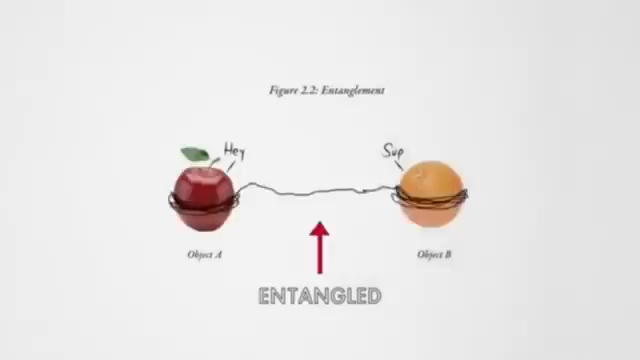 Figure 2.2: Entanglement
Hey
Sup
Object A
Object B
ENTANGLED